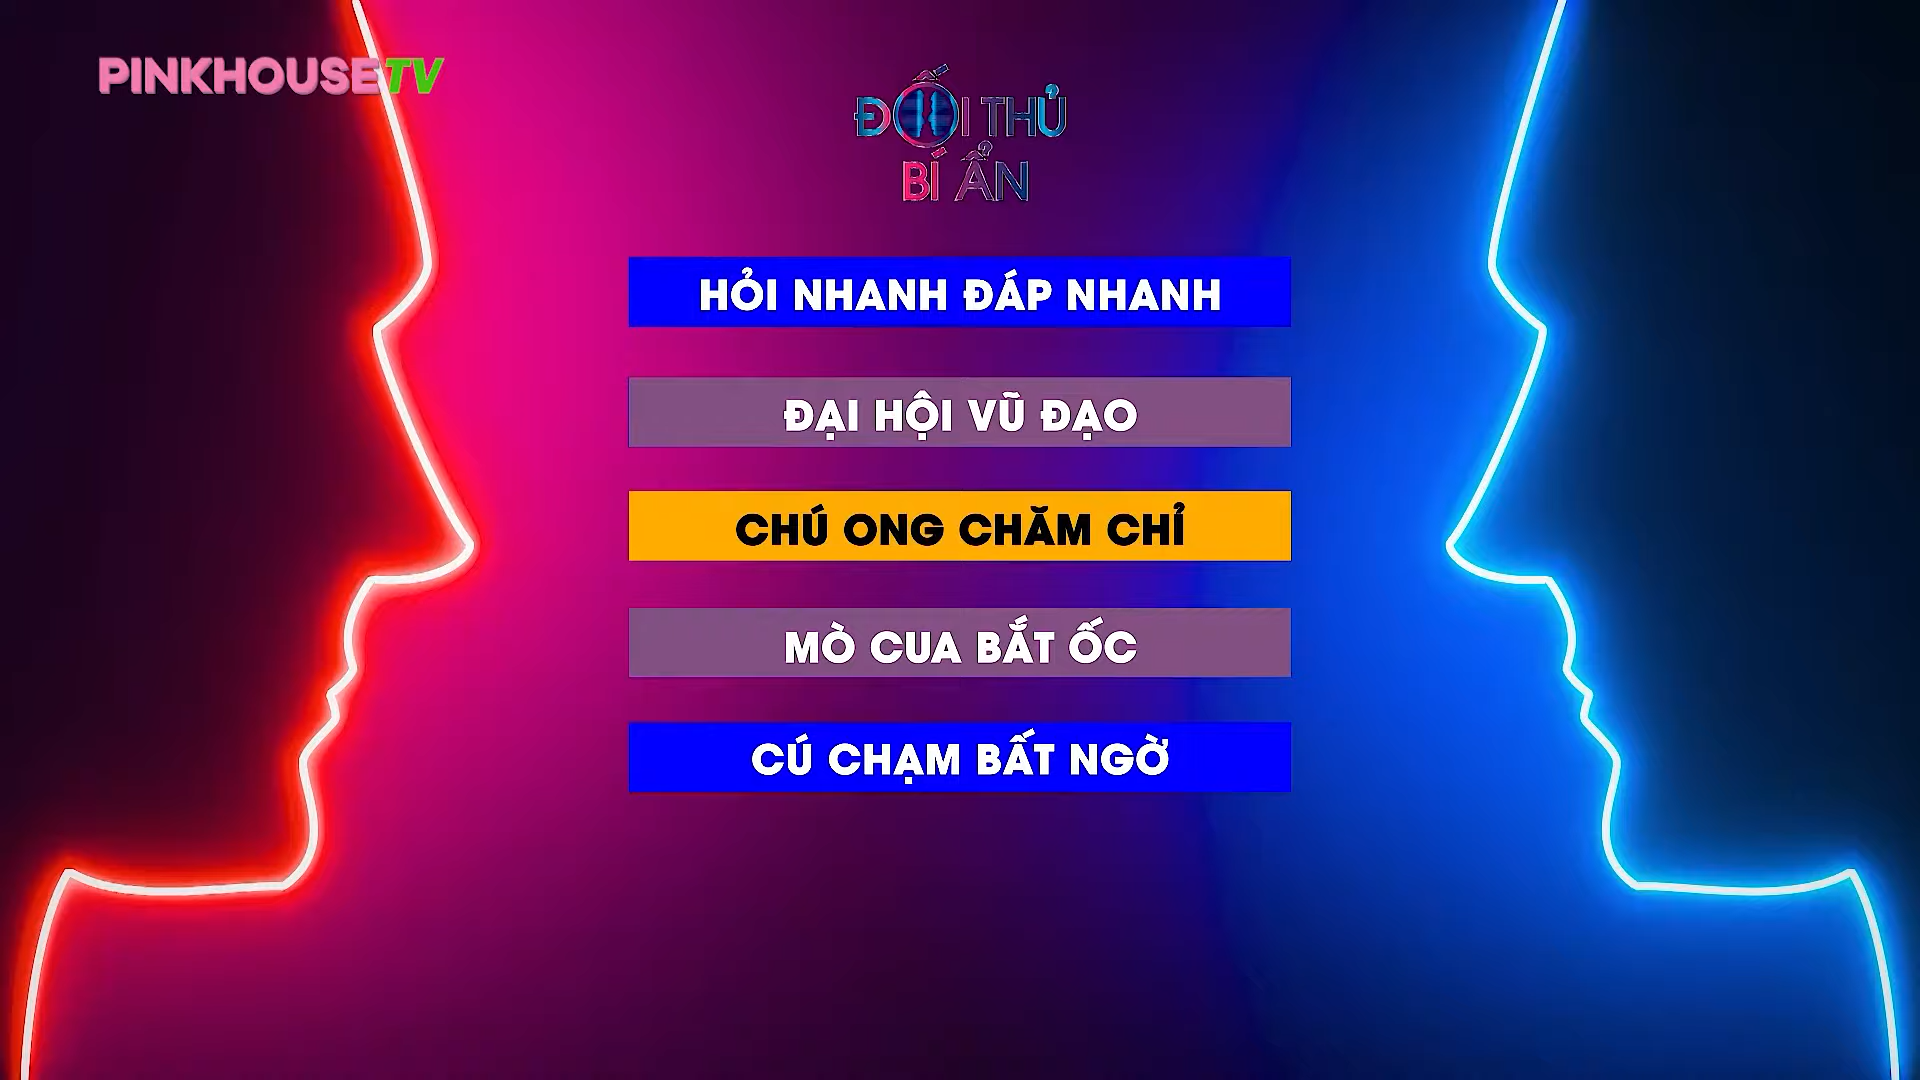 PINKHOUSETV
ĐỐI THỦ
BÍ ẨN
HỎI NHANH ĐÁP NHANH
ĐẠI HỘI VŨ ĐẠO
CHÚ ONG CHĂM CHỈ
MÒ CUA BẮT ỐC
CÚ CHẠM BẤT NGỜ